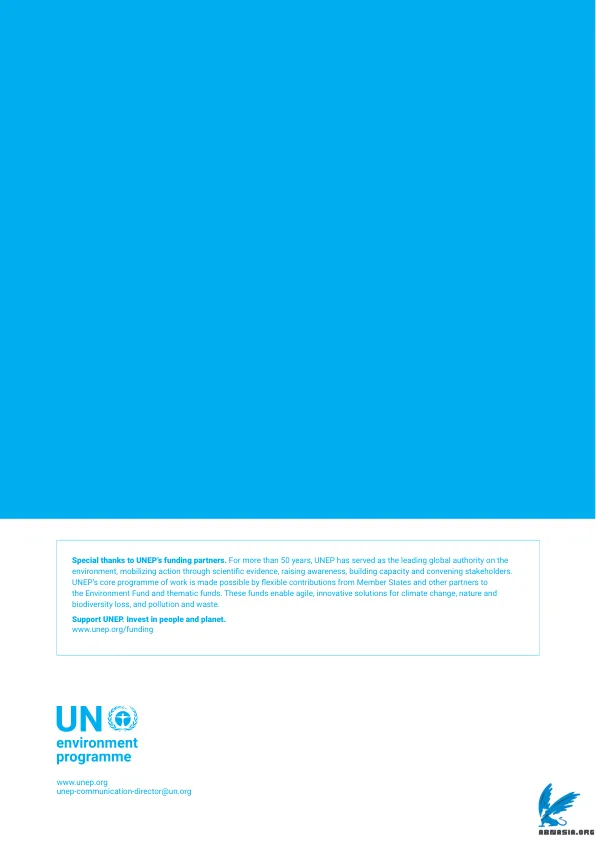 Special thanks to UNEP's funding partners. For more than 50 years, UNEP has served as the leading global authority on the
environment, mobilizing action through scientific evidence, raising awareness, building capacity and convening stakeholders.
UNEP's core programme of work is made possible by flexible contributions from Member States and other partners to
the Environment Fund and thematic funds. These funds enable agile, innovative solutions for climate change, nature and
biodiversity loss, and pollution and waste.
Support UNEP. Invest in people and planet.
www.unep.org/funding
UN
environment
programme
www.unep.org
unep-communication-director@un.org
ABNASIA.ORG